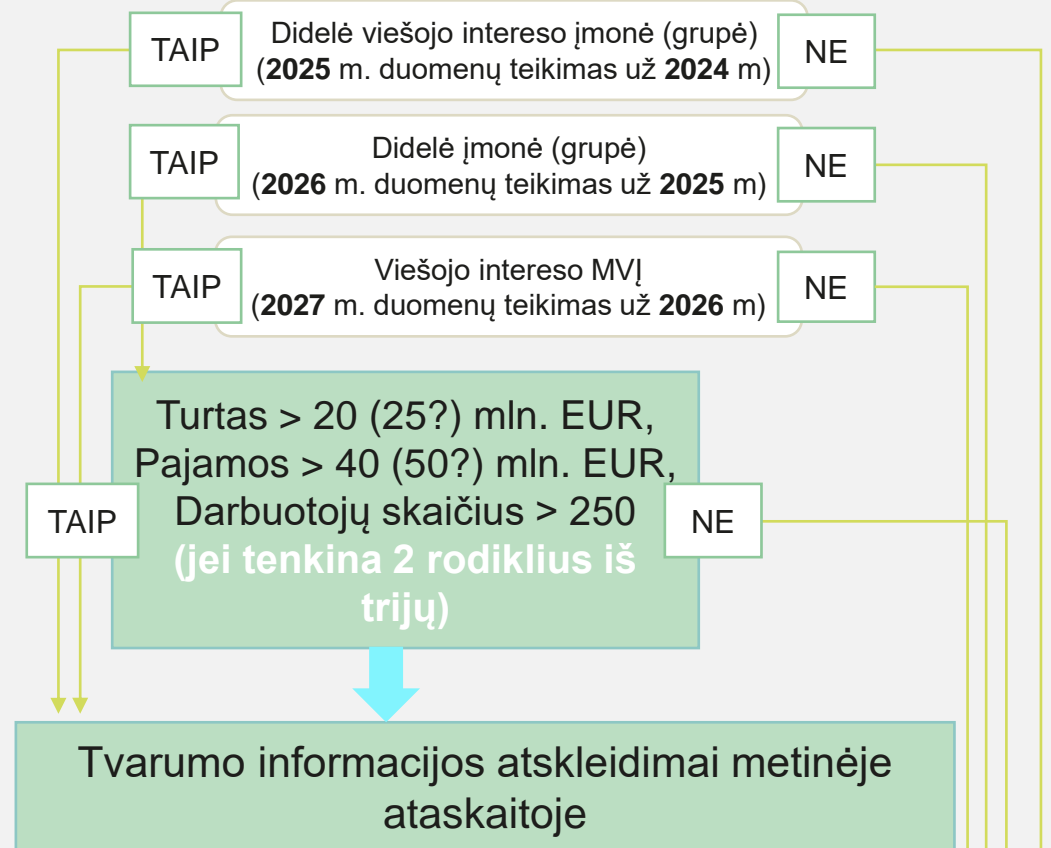 TAIP
Didelė viešojo intereso įmonė (grupė)
(2025 m. duomenų teikimas už 2024 m)
NE
TAIP
Didelė įmonė (grupė)
(2026 m. duomenų teikimas už 2025 m)
NE
TAIP
Viešojo intereso MVĮ
(2027 m. duomenų teikimas už 2026 m)
NE
Turtas > 20 (25?) mln. EUR,
Pajamos > 40 (50?) mln. EUR,
Darbuotojų skaičius > 250
(jei tenkina 2 rodiklius iš
trijų)
TAIP
NE
Tvarumo informacijos atskleidimai metinėje
ataskaitoje